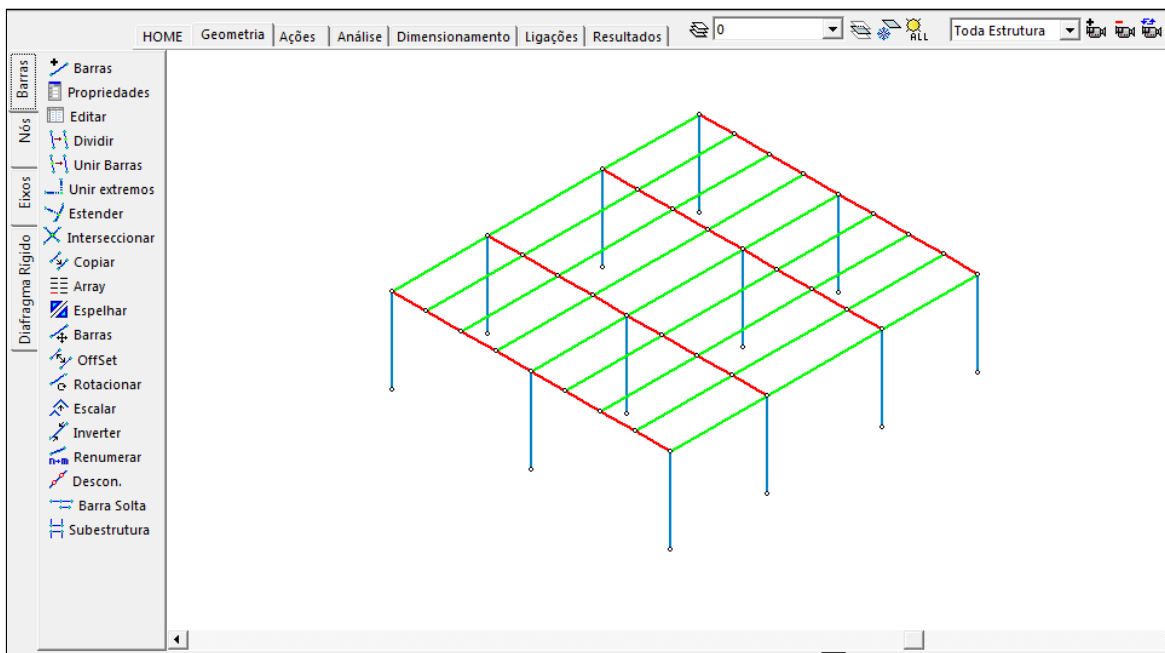 HOME Geometria Ações Análise Dimensionamento Ligações Resultados 0 ALL Toda Estrutura
Barras
Nós
Eixos
Diafragma Rígido
Barras
Propriedades
Editar
Dividir
Unir Barras
Unir extremos
Estender
Interseccionar
Copiar
Array
Espelhar
Barras
OffSet
Rotacionar
Escalar
Inverter
n→m Renumerar
Descon.
Barra Solta
Subestrutura